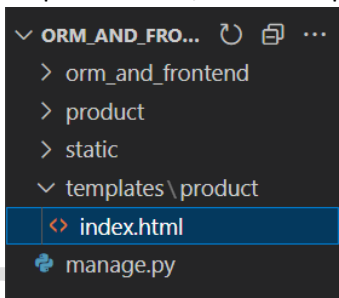 ORM_AND_FRO... ...
orm_and_frontend
product
static
templates\product
<> index.html
manage.py